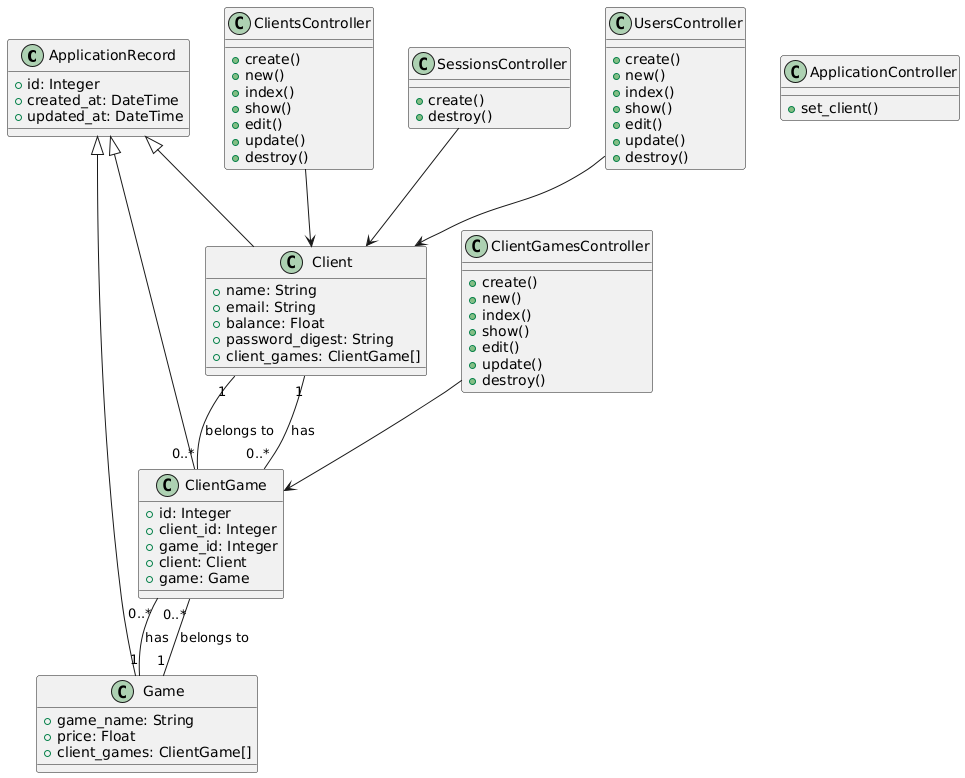 C ApplicationRecord
id: Integer
created_at: DateTime
updated_at: DateTime
C ClientsController
create()
new()
index()
show()
edit()
update()
destroy()
C SessionsController
create()
destroy()
C UsersController
create()
new()
index()
show()
edit()
update()
destroy()
C ApplicationController
set_client()
C Client
name: String
email: String
balance: Float
password_digest: String
client_games: ClientGame[]
C ClientGamesController
create()
new()
index()
show()
edit()
update()
destroy()
1
1
belongs to
has
0..*
0..*
C ClientGame
id: Integer
client_id: Integer
game_id: Integer
client: Client
game: Game
0..*
0..*
has
belongs to
1
1
C Game
game_name: String
price: Float
client_games: ClientGame[]